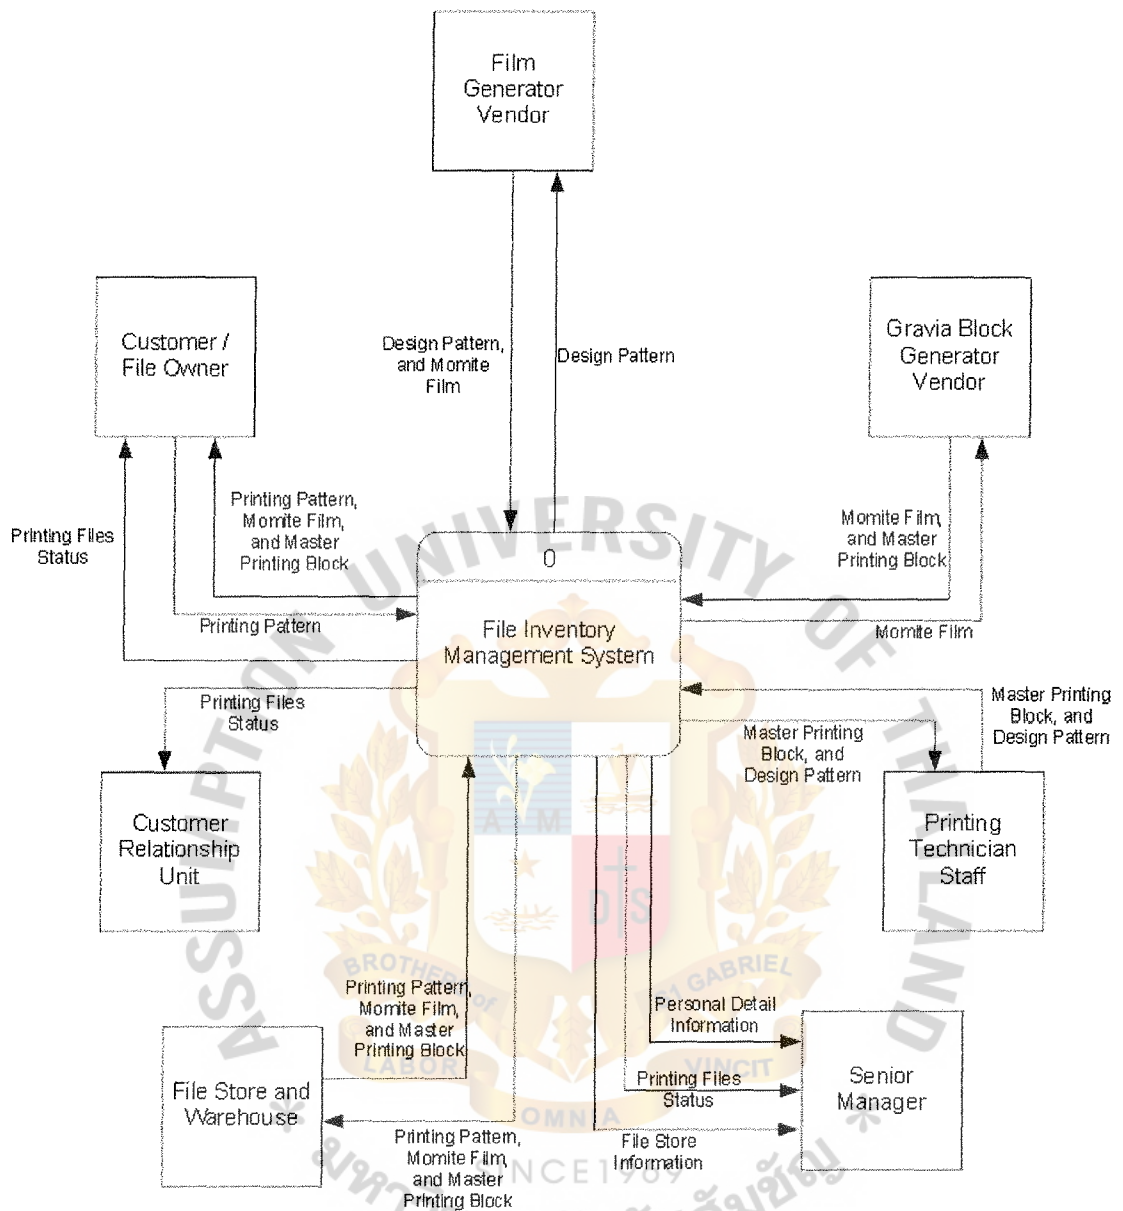 Film
Generator
Vendor
Customer /
File Owner
Gravia Block
Generator
Vendor
Design Pattern,
and Momite
Film
Design Pattern
Printing Files
Status
Printing Pattern,
Momite Film,
and Master
Printing Block
Momite Film,
and Master
Printing Block
0
File Inventory
Management System
Printing Pattern
Momite Film
Printing Files
Status
Master Printing
Block, and
Design Pattern
Master Printing
Block, and
Design Pattern
Customer
Relationship
Unit
Printing
Technician
Staff
Printing Pattern,
Momite Film,
and Master
Printing Block
Personal Detail
Information
File Store and
Warehouse
Printing Files
Status
Senior
Manager
Printing Pattern,
Momite Film,
and Master
Printing Block
File Store
Information
ASSUMPTION UNIVERSITY OF THAILAND
A M
D S
BROTHERS of
ST GABRIEL
LABOR
OMNIA
VINCIT
SINCE 1969